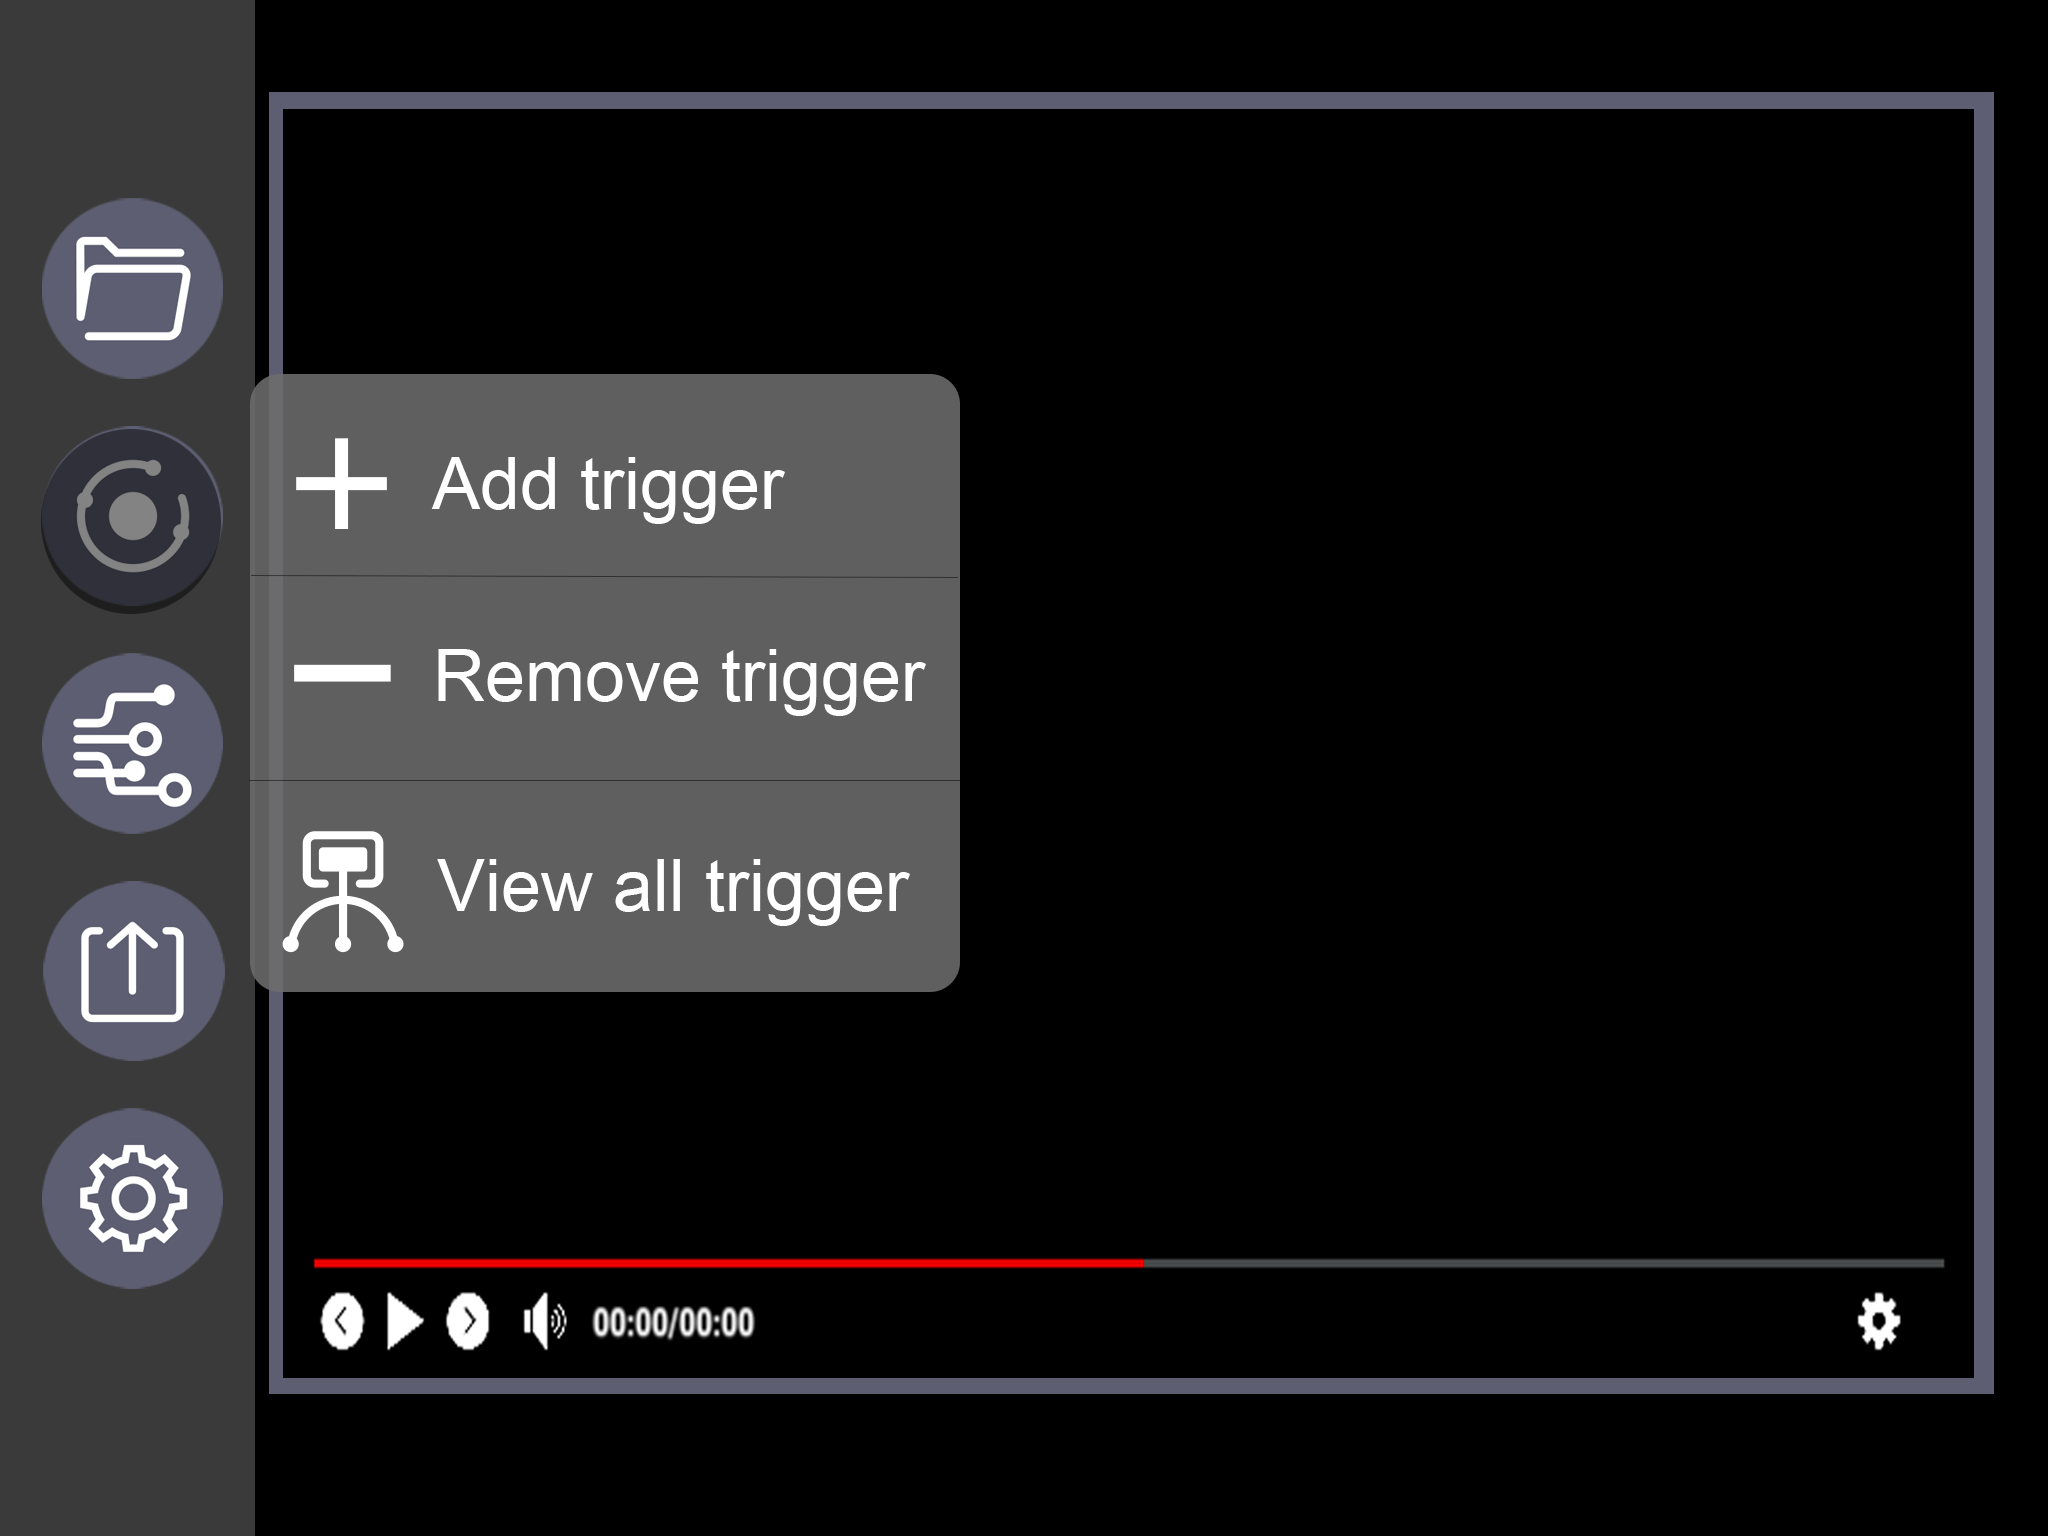 Add trigger
Remove trigger
View all trigger
00:00/00:00